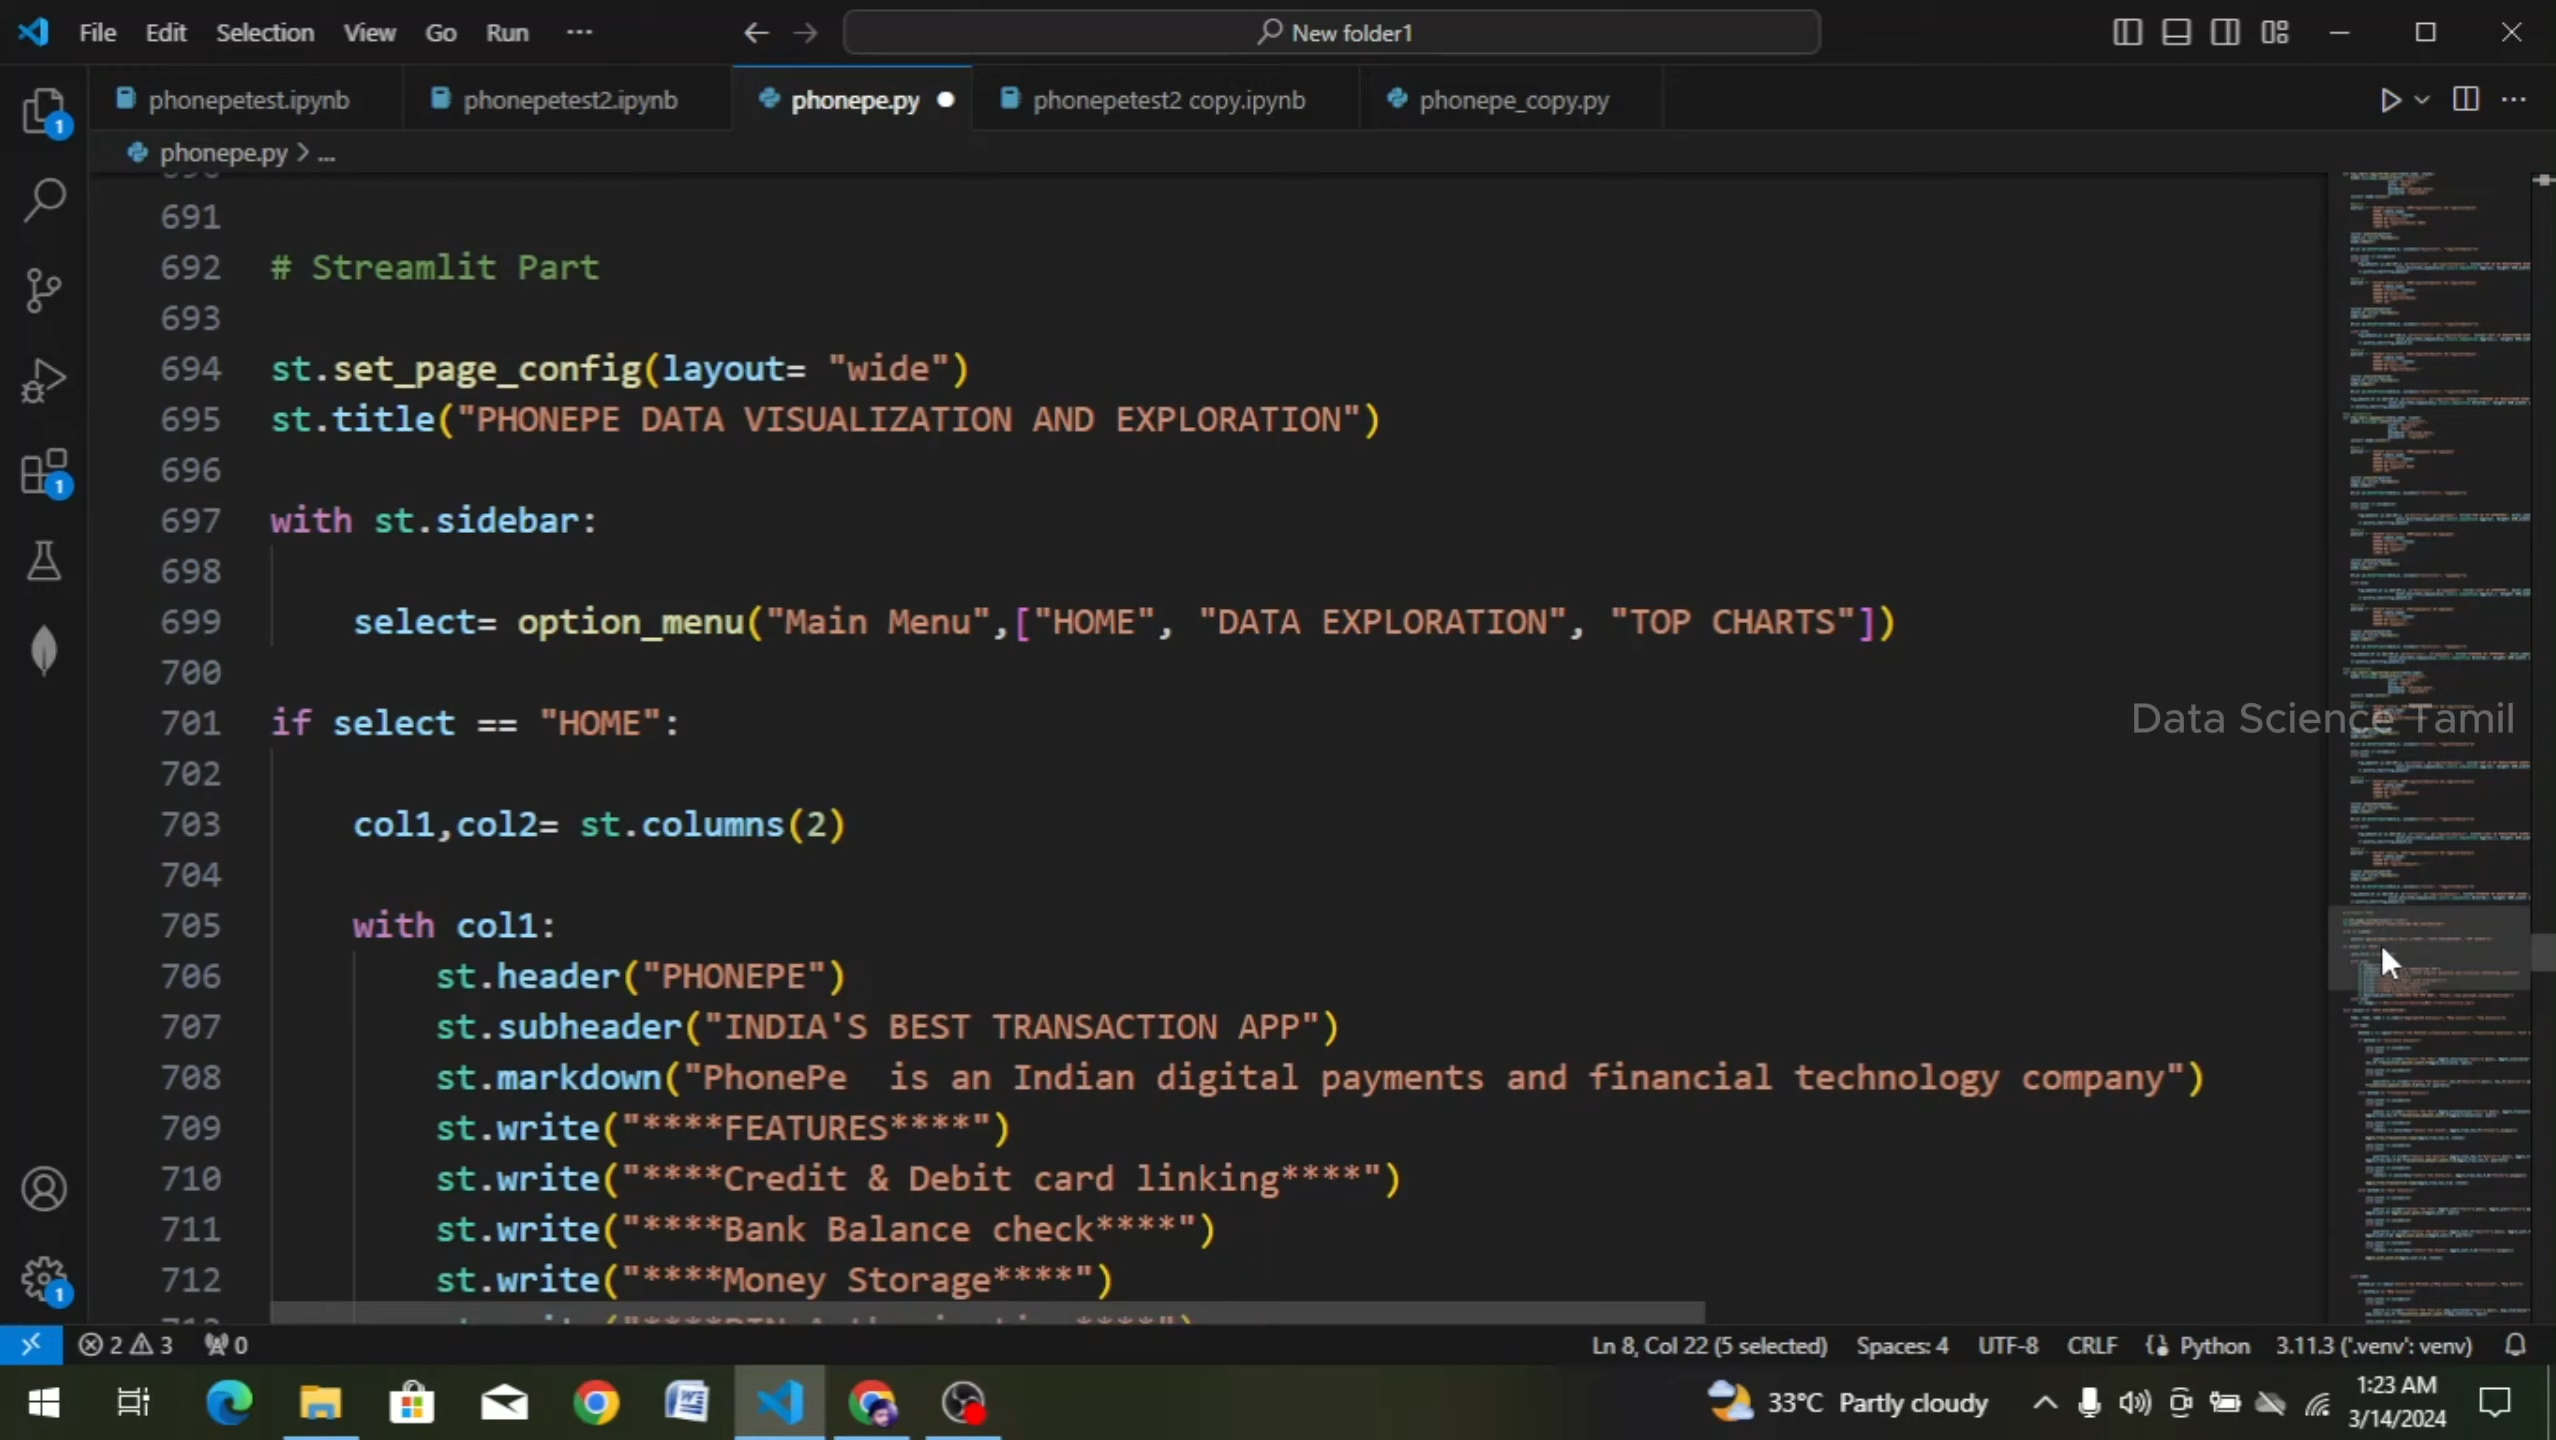 File Edit Selection View Go Run ... New folder1
phonepetest.ipynb phonepetest2.ipynb phonepe.py phonepetest2 copy.ipynb phonepe_copy.py
phonepe.py > ...
691
692 # Streamlit Part
693
694 st.set_page_config(layout= "wide")
695 st.title("PHONEPE DATA VISUALIZATION AND EXPLORATION")
696
697 with st.sidebar:
698
699 select= option_menu("Main Menu",["HOME", "DATA EXPLORATION", "TOP CHARTS"])
700
701 if select == "HOME":
702
703 col1,col2= st.columns(2)
704
705 with col1:
706 st.header("PHONEPE")
707 st.subheader("INDIA'S BEST TRANSACTION APP")
708 st.markdown("PhonePe  is an Indian digital payments and financial technology company")
709 st.write("****FEATURES****")
710 st.write("****Credit & Debit card linking****")
711 st.write("****Bank Balance check****")
712 st.write("****Money Storage****")
Data Science Tamil
1
1
1
2 3 0 Ln 8, Col 22 (5 selected) Spaces: 4 UTF-8 CRLF Python 3.11.3 ('.venv': venv)
33°C Partly cloudy
1:23 AM
3/14/2024